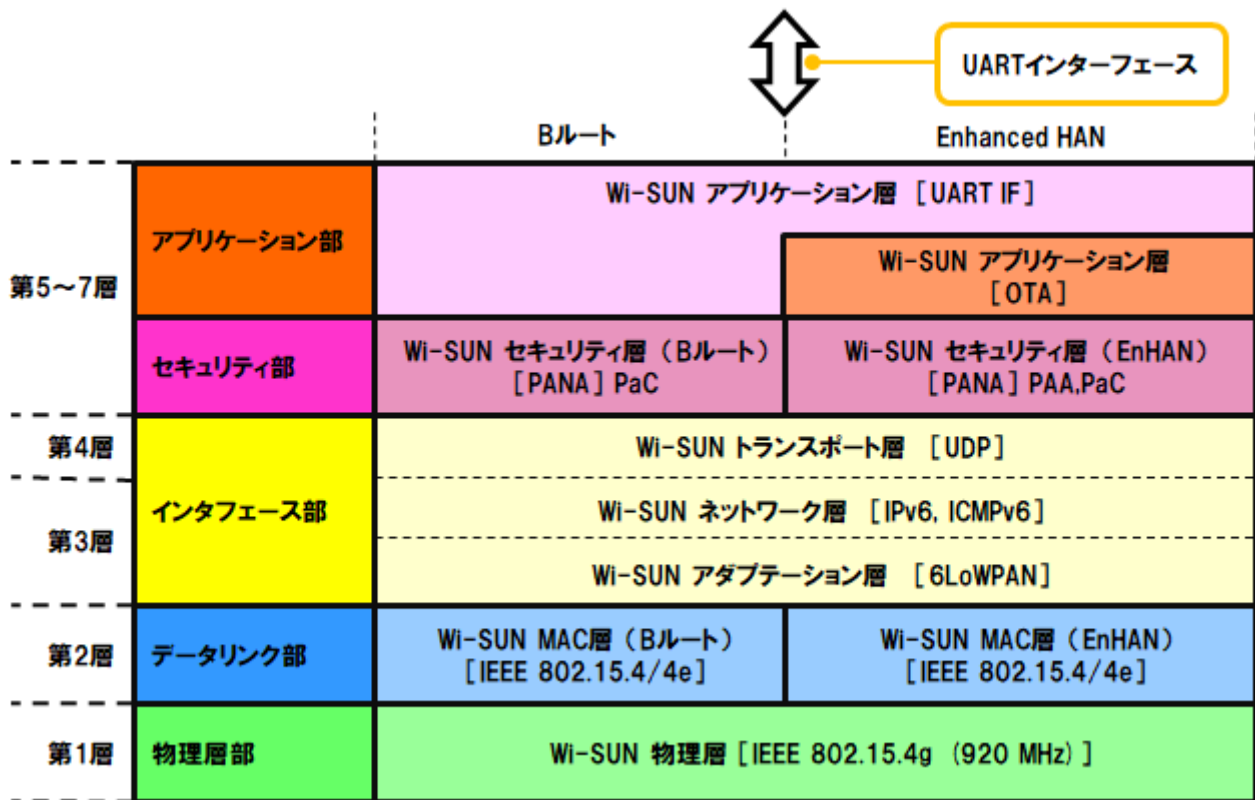 UARTインターフェース
Bルート
Enhanced HAN
第5～7層
アプリケーション部
Wi-SUN アプリケーション層 [UART IF]
Wi-SUN アプリケーション層
[OTA]
セキュリティ部
Wi-SUN セキュリティ層 (Bルート)
[PANA] PaC
Wi-SUN セキュリティ層 (EnHAN)
[PANA] PAA,PaC
第4層
インタフェース部
Wi-SUN トランスポート層 [UDP]
第3層
Wi-SUN ネットワーク層 [IPv6, ICMPv6]
Wi-SUN アダプテーション層 [6LoWPAN]
第2層
データリンク部
Wi-SUN MAC層 (Bルート)
[IEEE 802.15.4/4e]
Wi-SUN MAC層 (EnHAN)
[IEEE 802.15.4/4e]
第1層
物理層部
Wi-SUN 物理層 [IEEE 802.15.4g (920 MHz) ]